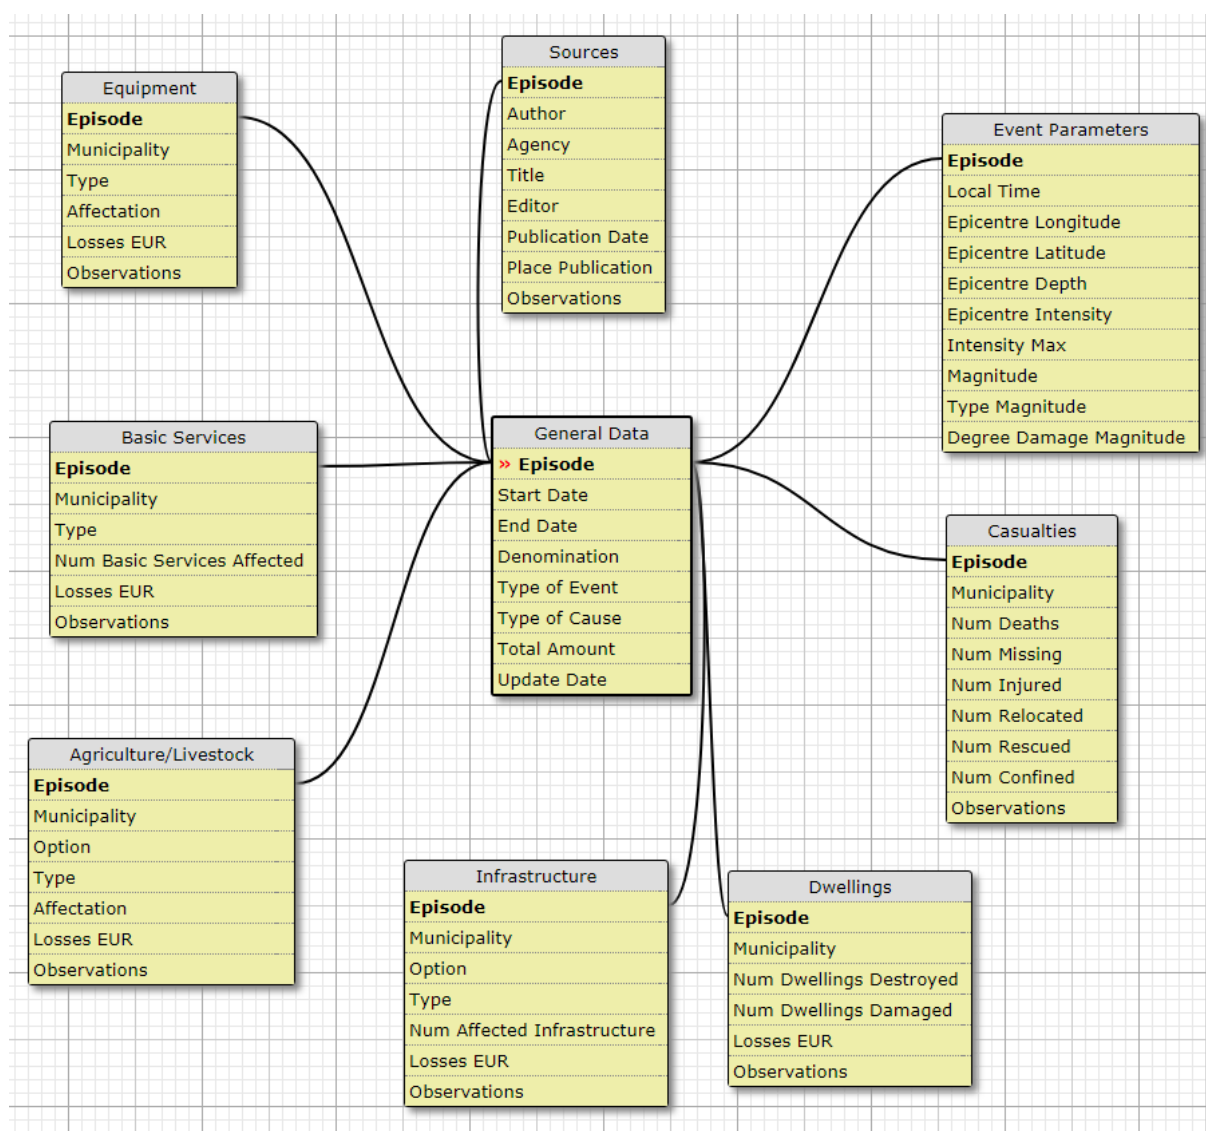 Sources
Episode
Author
Agency
Title
Editor
Publication Date
Place Publication
Observations
Equipment
Episode
Municipality
Type
Affectation
Losses EUR
Observations
Event Parameters
Episode
Local Time
Epicentre Longitude
Epicentre Latitude
Epicentre Depth
Epicentre Intensity
Intensity Max
Magnitude
Type Magnitude
Degree Damage Magnitude
Basic Services
Episode
Municipality
Type
Num Basic Services Affected
Losses EUR
Observations
General Data
» Episode
Start Date
End Date
Denomination
Type of Event
Type of Cause
Total Amount
Update Date
Casualties
Episode
Municipality
Num Deaths
Num Missing
Num Injured
Num Relocated
Num Rescued
Num Confined
Observations
Agriculture/Livestock
Episode
Municipality
Option
Type
Affectation
Losses EUR
Observations
Infrastructure
Episode
Municipality
Option
Type
Num Affected Infrastructure
Losses EUR
Observations
Dwellings
Episode
Municipality
Num Dwellings Destroyed
Num Dwellings Damaged
Losses EUR
Observations